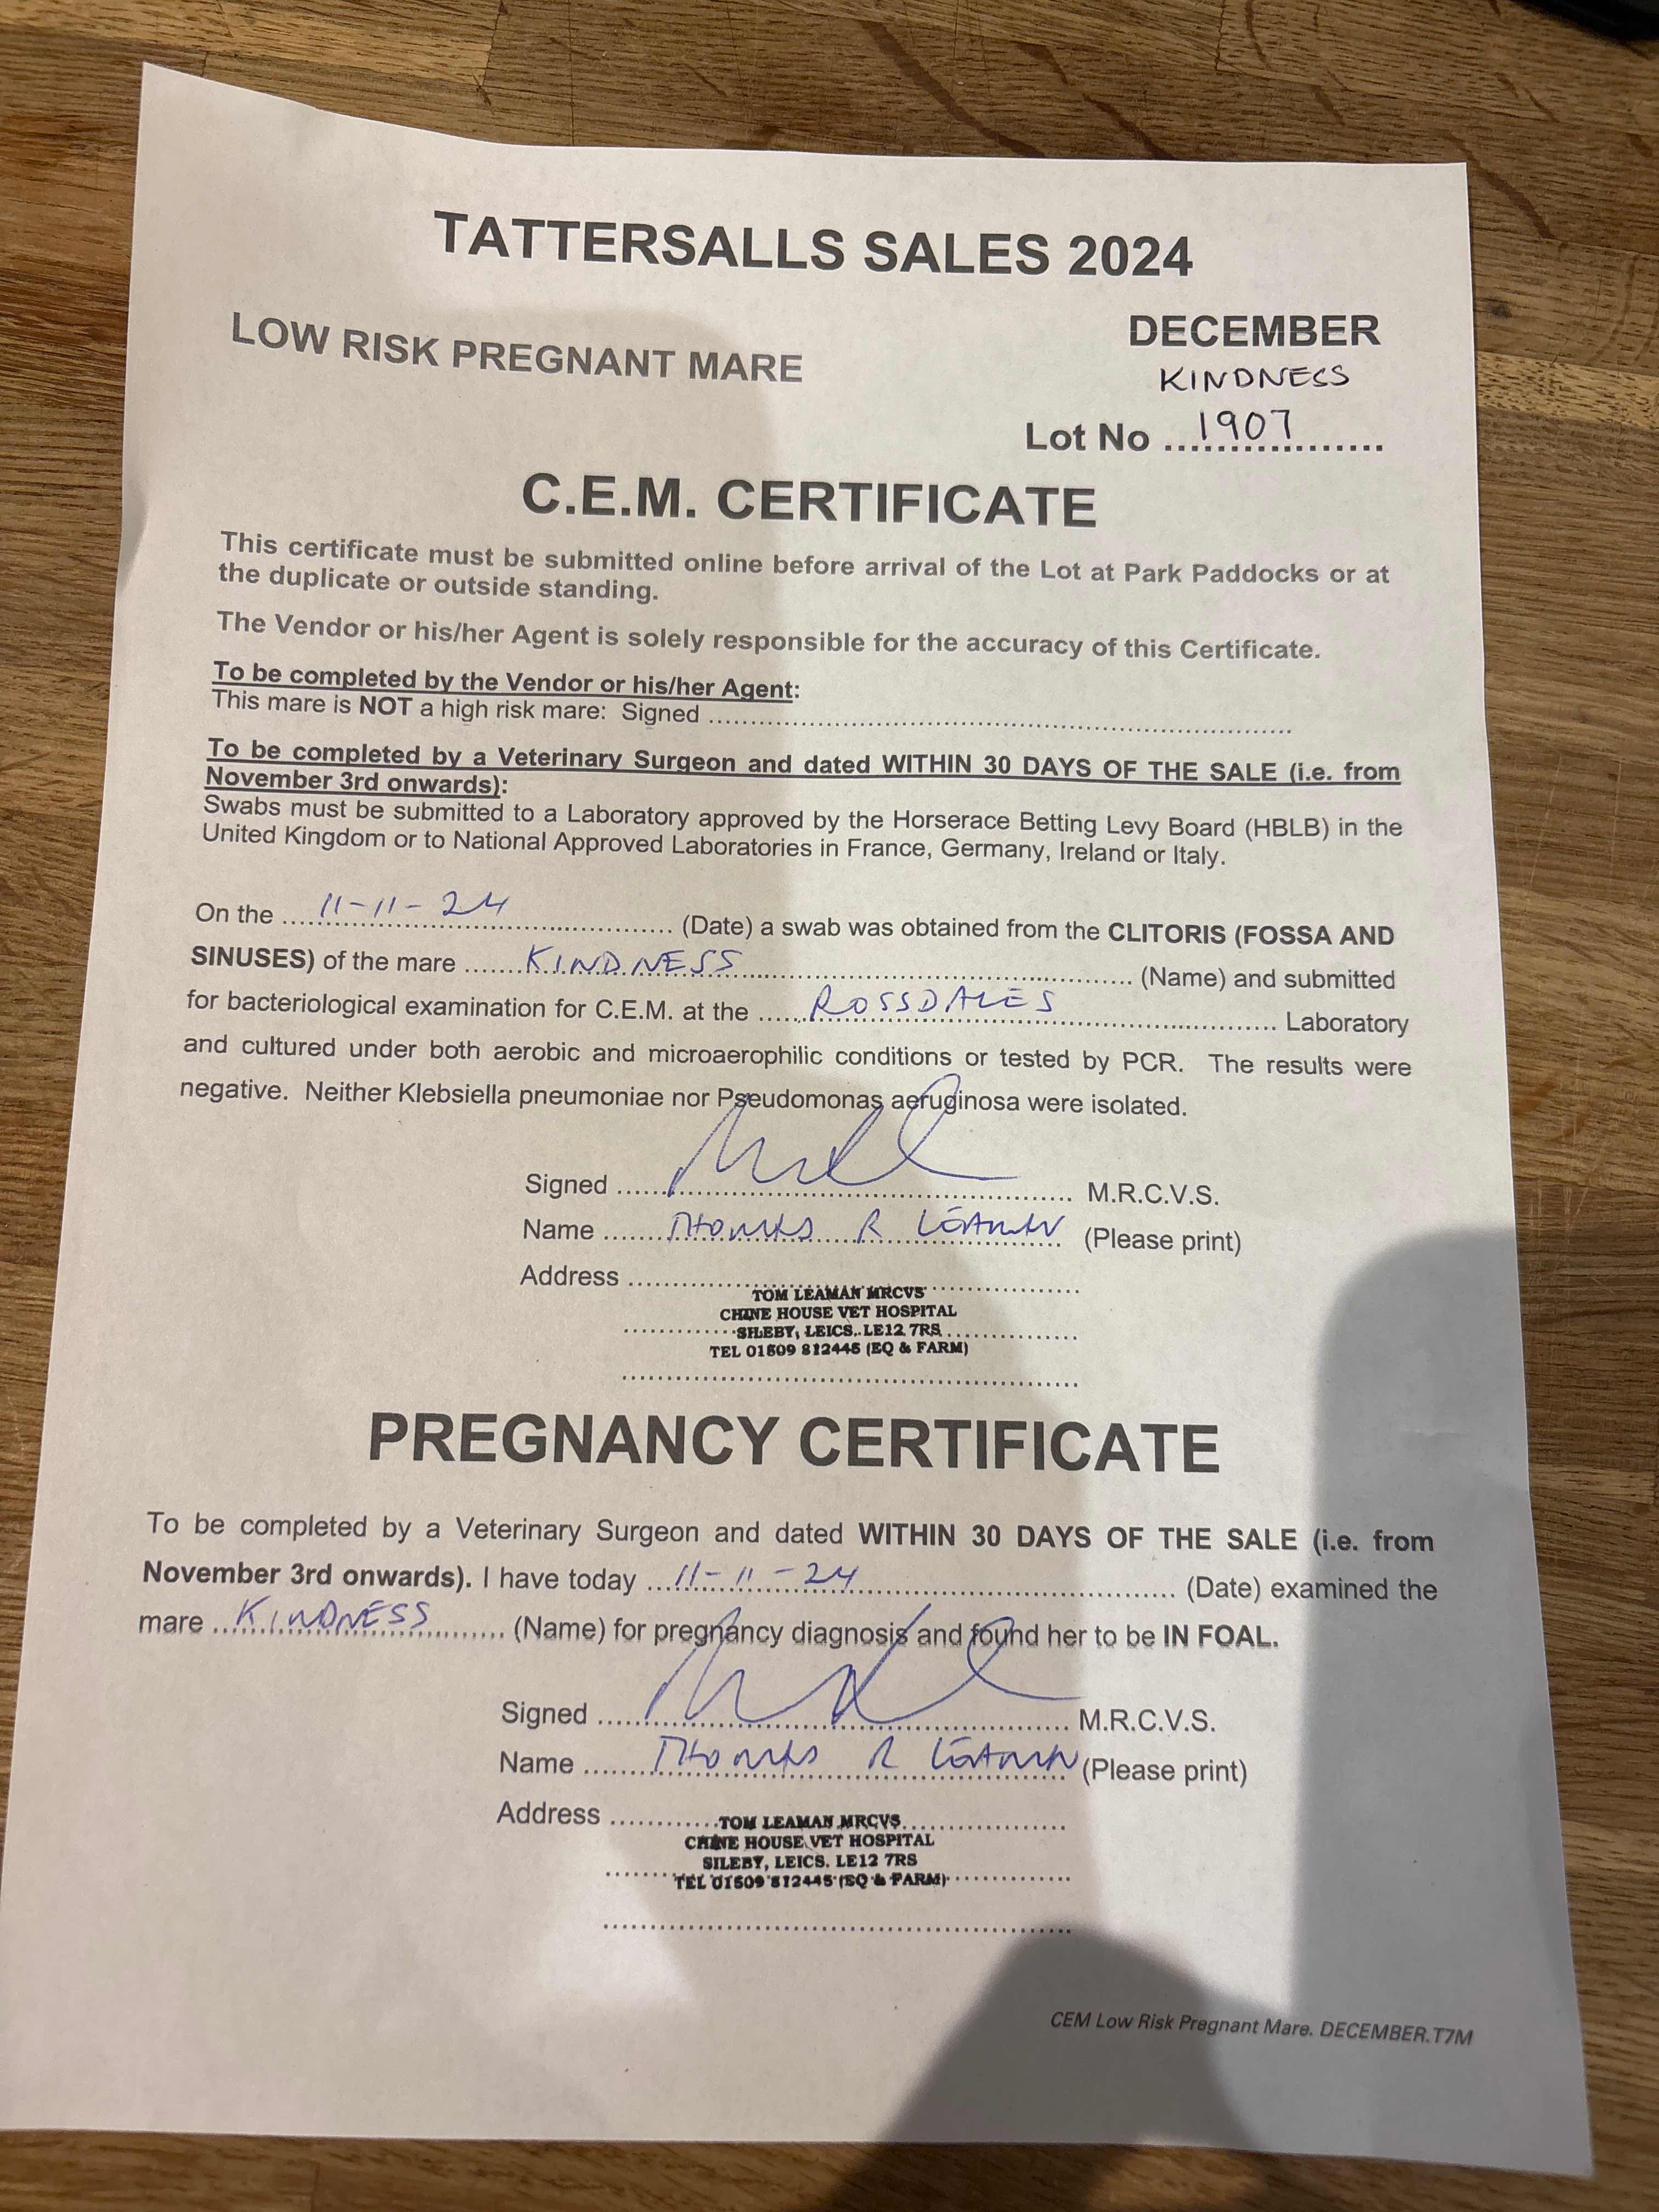 TATTERSALLS SALES 2024
LOW RISK PREGNANT MARE
DECEMBER
KINDNESS
Lot No ....1907....
C.E.M. CERTIFICATE
This certificate must be submitted online before arrival of the Lot at Park Paddocks or at
the duplicate or outside standing.
The Vendor or his/her Agent is solely responsible for the accuracy of this Certificate.
To be completed by the Vendor or his/her Agent:
This mare is NOT a high risk mare: Signed ....................
To be completed by a Veterinary Surgeon and dated WITHIN 30 DAYS OF THE SALE (i.e. from
November 3rd onwards):
Swabs must be submitted to a Laboratory approved by the Horserace Betting Levy Board (HBLB) in the
United Kingdom or to National Approved Laboratories in France, Germany, Ireland or Italy.
On the ....11-11-24.... (Date) a swab was obtained from the CLITORIS (FOSSA AND
SINUSES) of the mare ....KINDNESS.... (Name) and submitted
for bacteriological examination for C.E.M. at the ....ROSSDALES.... Laboratory
and cultured under both aerobic and microaerophilic conditions or tested by PCR. The results were
negative. Neither Klebsiella pneumoniae nor Pseudomonas aeruginosa were isolated.
Signed .................... M.R.C.V.S.
Name ....THOMAS R LEAMAN.... (Please print)
Address ....................
TOM LEAMAN MRCVS
CHINE HOUSE VET HOSPITAL
SILEBY, LEICS. LE12 7RS
TEL 01509 812445 (EQ & FARM)
PREGNANCY CERTIFICATE
To be completed by a Veterinary Surgeon and dated WITHIN 30 DAYS OF THE SALE (i.e. from
November 3rd onwards). I have today ....11-11-24.... (Date) examined the
mare ....KINDNESS.... (Name) for pregnancy diagnosis and found her to be IN FOAL.
Signed .................... M.R.C.V.S.
Name ....THOMAS R LEAMAN.... (Please print)
Address ....................
TOM LEAMAN MRCVS
CHINE HOUSE VET HOSPITAL
SILEBY, LEICS. LE12 7RS
TEL 01509 812445 (EQ & FARM)
CEM Low Risk Pregnant Mare. DECEMBER.T7M